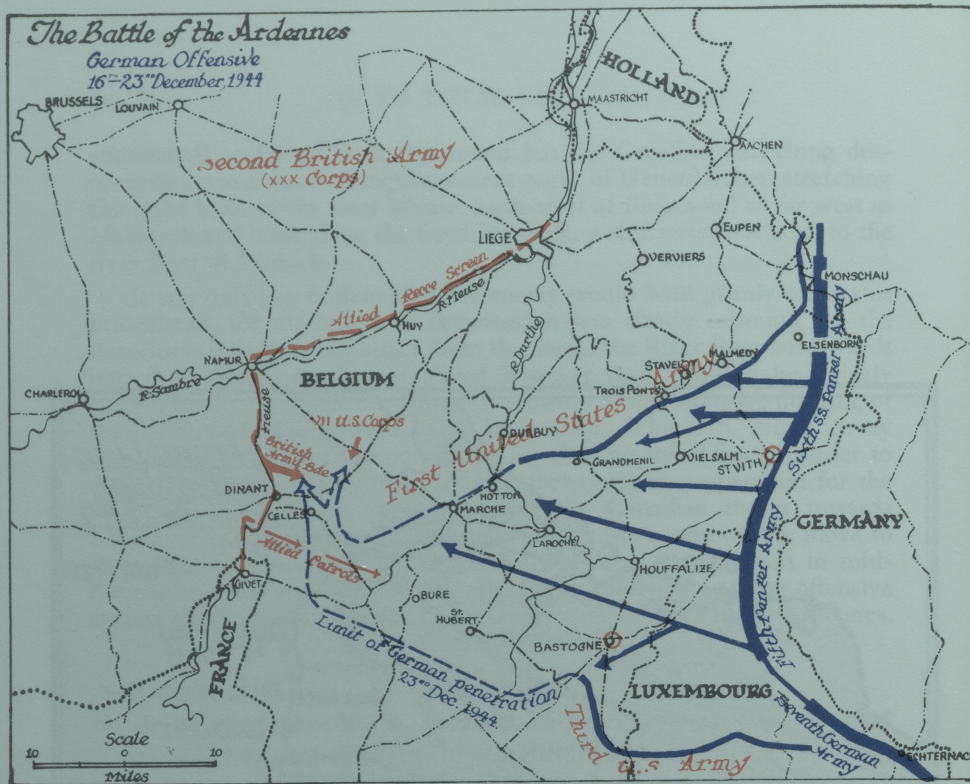 The Battle of the Ardennes
German Offensive
16TH-23RD December, 1944
HOLLAND
BRUSSELS
LOUVAIN
MAASTRICHT
AACHEN
Second British Army
(XXX Corps)
LIEGE
EUPEN
VERVIERS
Allied Recce Screen
R. Meuse
MONSCHAU
HUY
R. Ourthe
ELSENBORN
NAMUR
STAVELOT
MALMEDY
TROIS PONTS
BELGIUM
CHARLEROI
R. Sambre
Meuse
VII U.S. Corps
First United States Army
DURBUY
GRANDMENIL
VIELSALM
ST VITH
Sixth S.S. Panzer Army
British
Army Bde
HOTTON
MARCHE
DINANT
CELLES
GERMANY
LAROCHE
Allied Patrols
HOUFFALIZE
GIVET
BURE
ST.
HUBERT
Fifth Panzer Army
BASTOGNE
Limit of German penetration
23RD Dec. 1944.
FRANCE
LUXEMBOURG
Third U.S Army
Seventh German
Army
ECHTERNAC
Scale
10 0 10
Miles